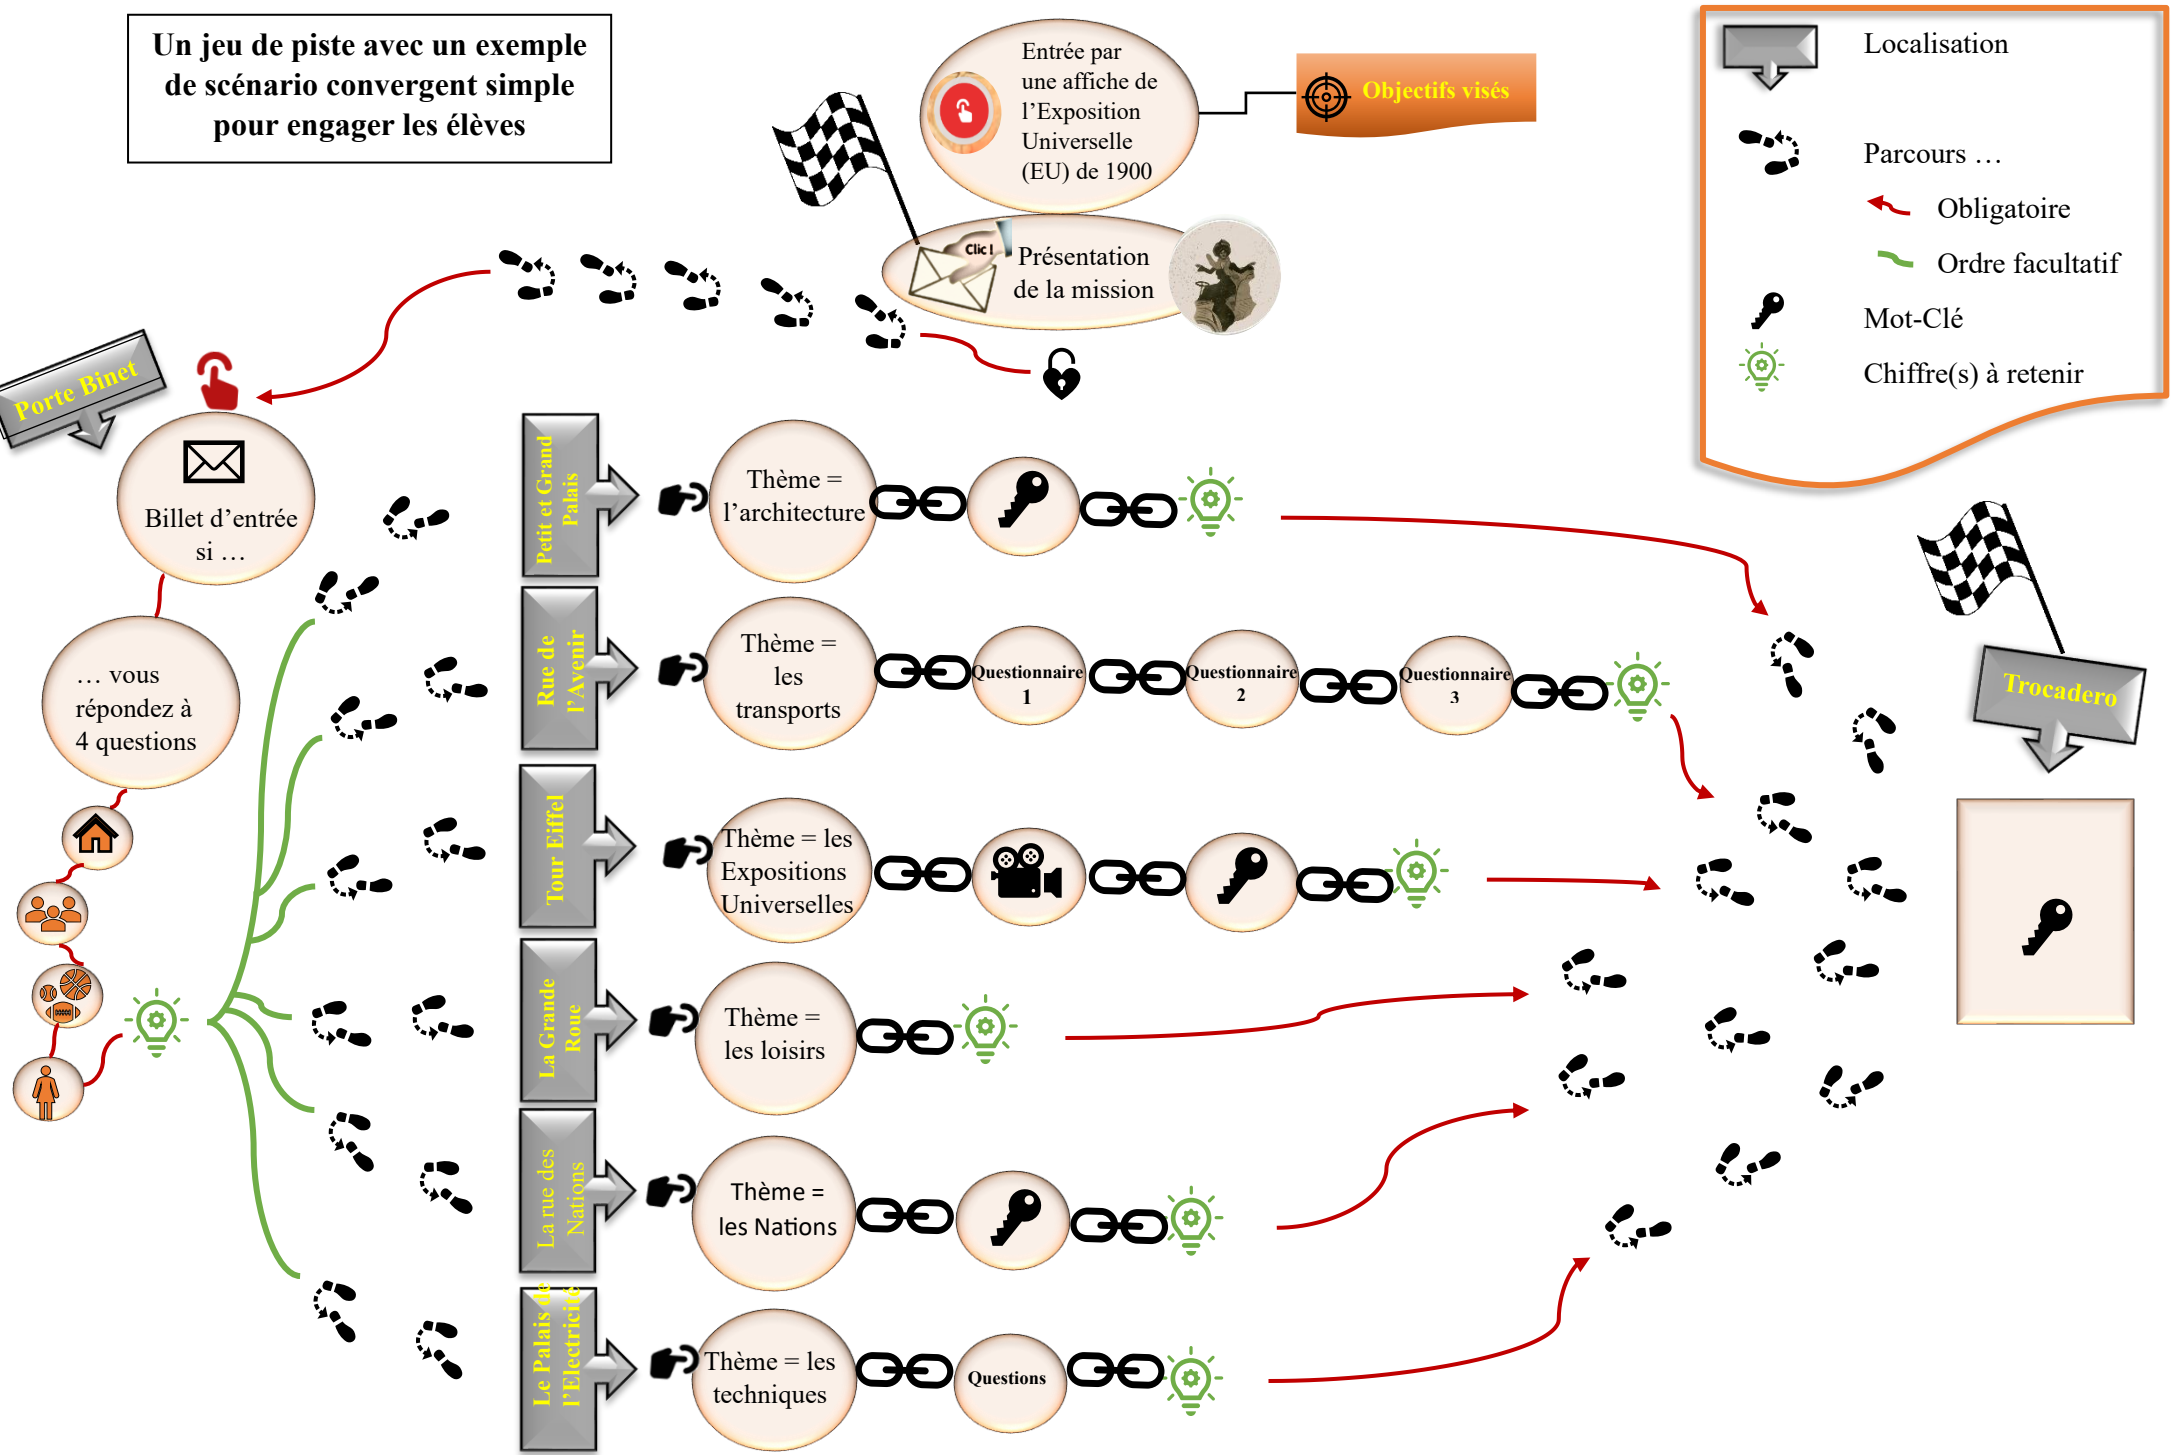 Un jeu de piste avec un exemple
de scénario convergent simple
pour engager les élèves
Entrée par
une affiche de
l’Exposition
Universelle
(EU) de 1900
Objectifs visés
Clic !
Présentation
de la mission
Localisation
Parcours …
Obligatoire
Ordre facultatif
Mot-Clé
Chiffre(s) à retenir
Porte Binet
Billet d’entrée
si …
… vous
répondez à
4 questions
Petit et Grand
Palais
Thème =
l’architecture
Rue de
l’Avenir
Thème =
les
transports
Questionnaire
1
Questionnaire
2
Questionnaire
3
Tour Eiffel
Thème = les
Expositions
Universelles
La Grande
Roue
Thème =
les loisirs
La rue des
Nations
Thème =
les Nations
Le Palais de
l’Electricité
Thème = les
techniques
Questions
Trocadero